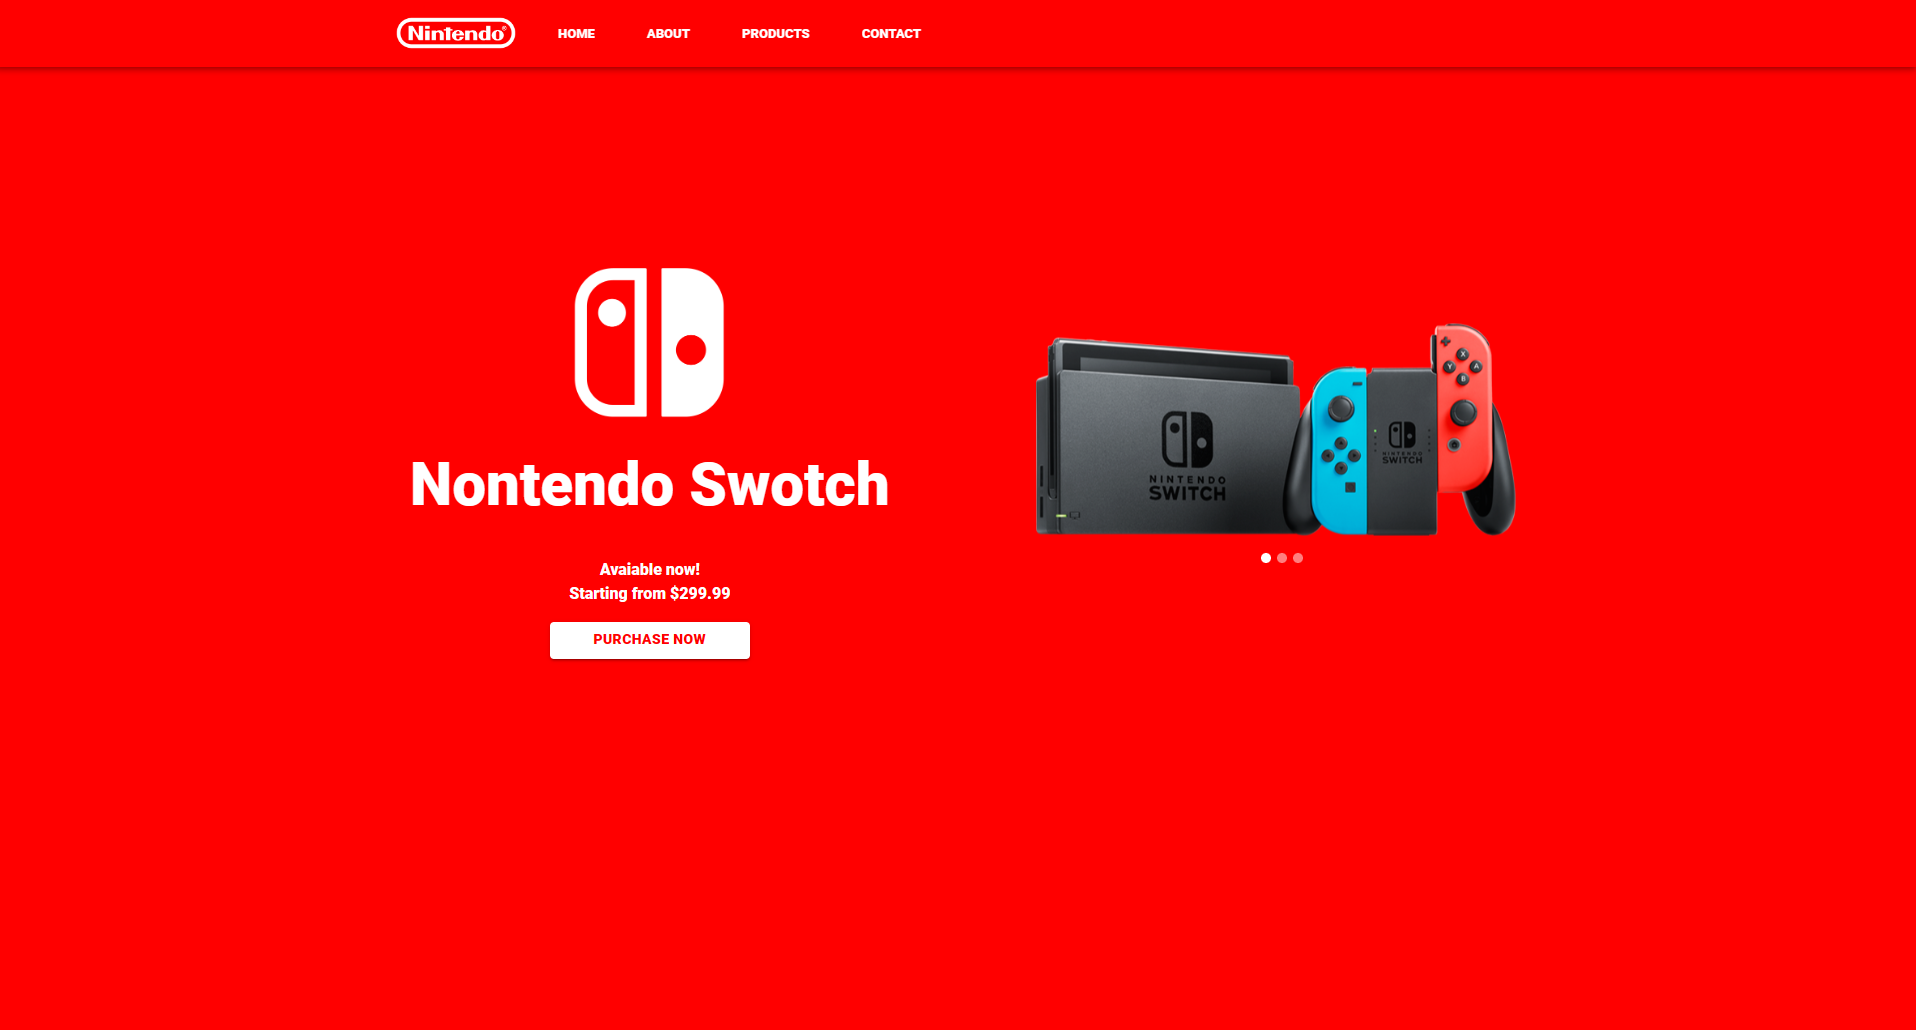 Nintendo®
HOME
ABOUT
PRODUCTS
CONTACT
Nontendo Swotch
Avaiable now!
Starting from $299.99
PURCHASE NOW
NINTENDO
SWITCH
NINTENDO
SWITCH
X
Y
A
B